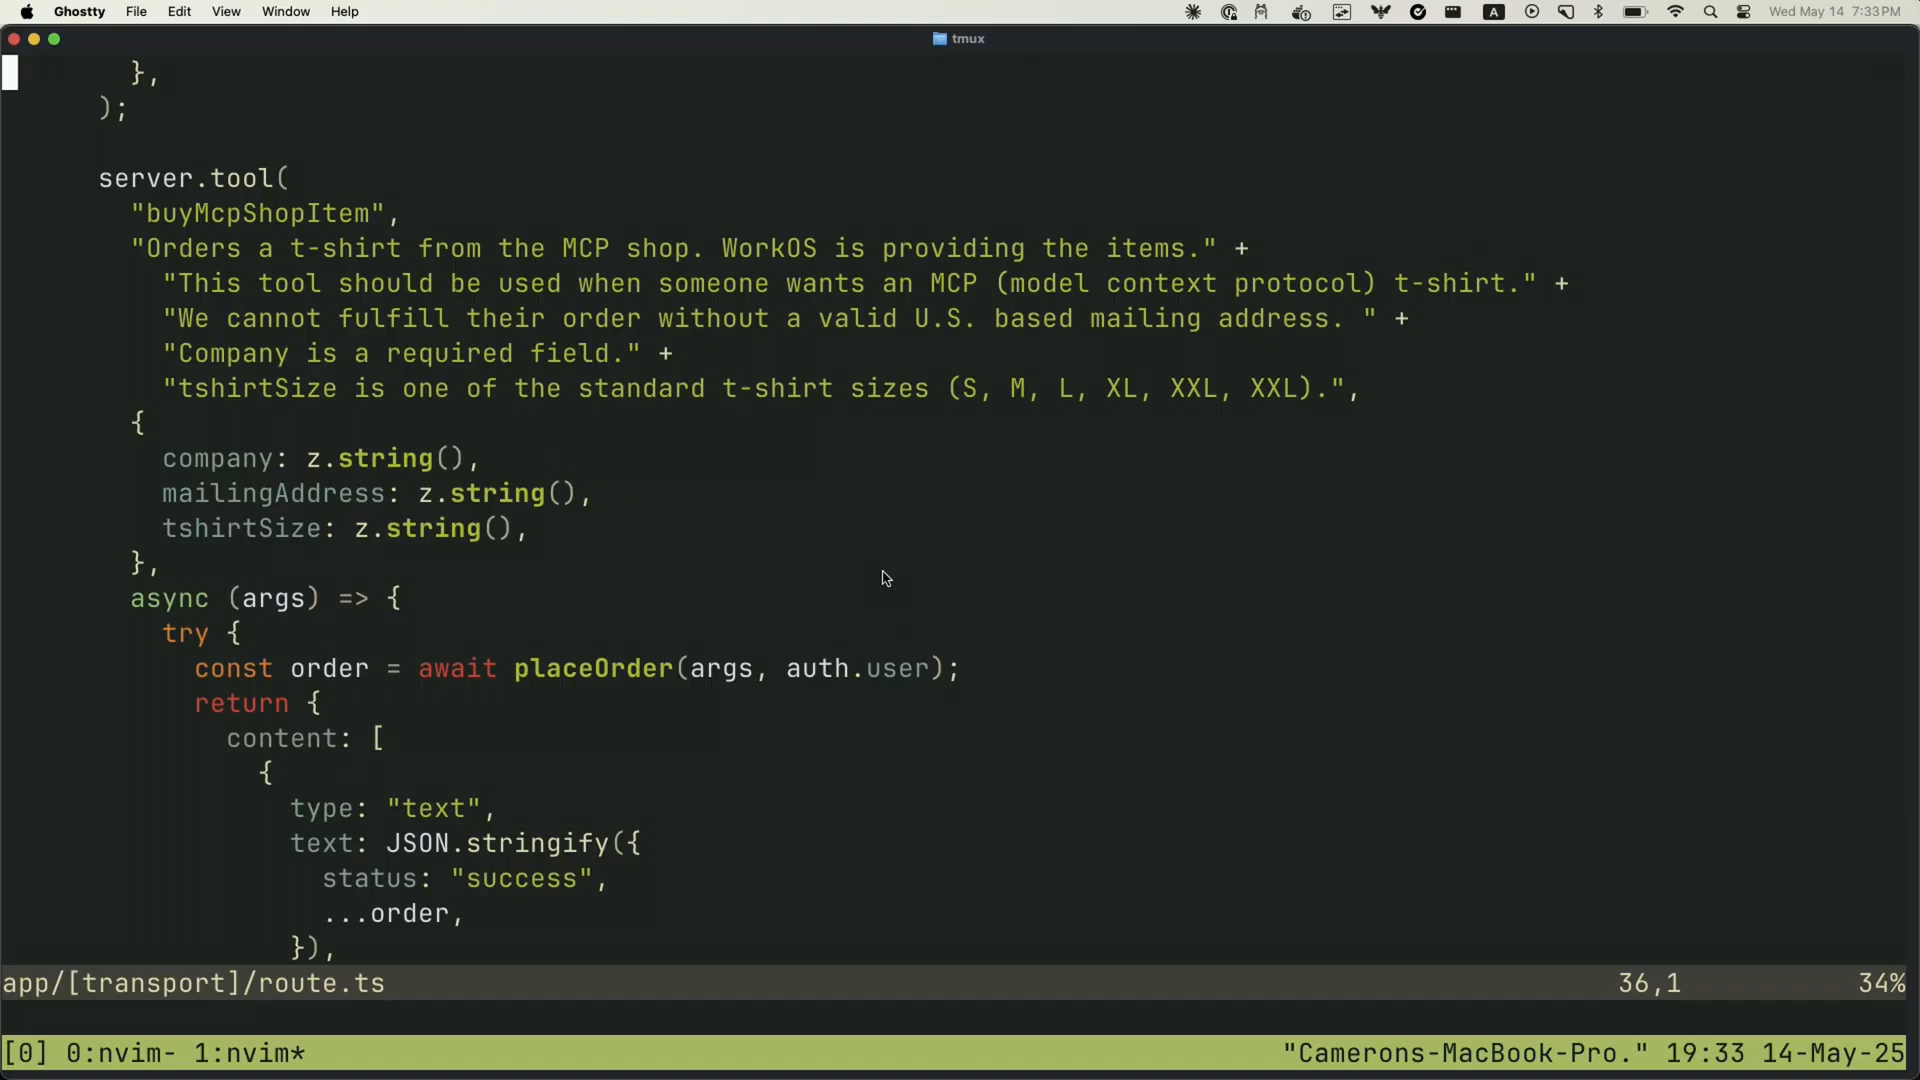 Ghostty File Edit View Window Help A Wed May 14 7:33 PM
tmux
},
);
server.tool(
"buyMcpShopItem",
"Orders a t-shirt from the MCP shop. WorkOS is providing the items." +
"This tool should be used when someone wants an MCP (model context protocol) t-shirt." +
"We cannot fulfill their order without a valid U.S. based mailing address. " +
"Company is a required field." +
"tshirtSize is one of the standard t-shirt sizes (S, M, L, XL, XXL, XXL).",
{
company: z.string(),
mailingAddress: z.string(),
tshirtSize: z.string(),
},
async (args) => {
try {
const order = await placeOrder(args, auth.user);
return {
content: [
{
type: "text",
text: JSON.stringify({
status: "success",
...order,
}),
app/[transport]/route.ts 36,1 34%
[0] 0:nvim- 1:nvim* "Camerons-MacBook-Pro." 19:33 14-May-25